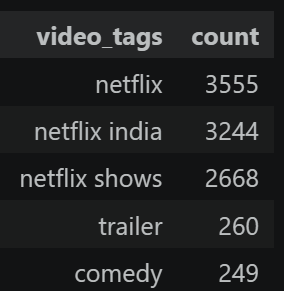 video_tags count
netflix 3555
netflix india 3244
netflix shows 2668
trailer 260
comedy 249